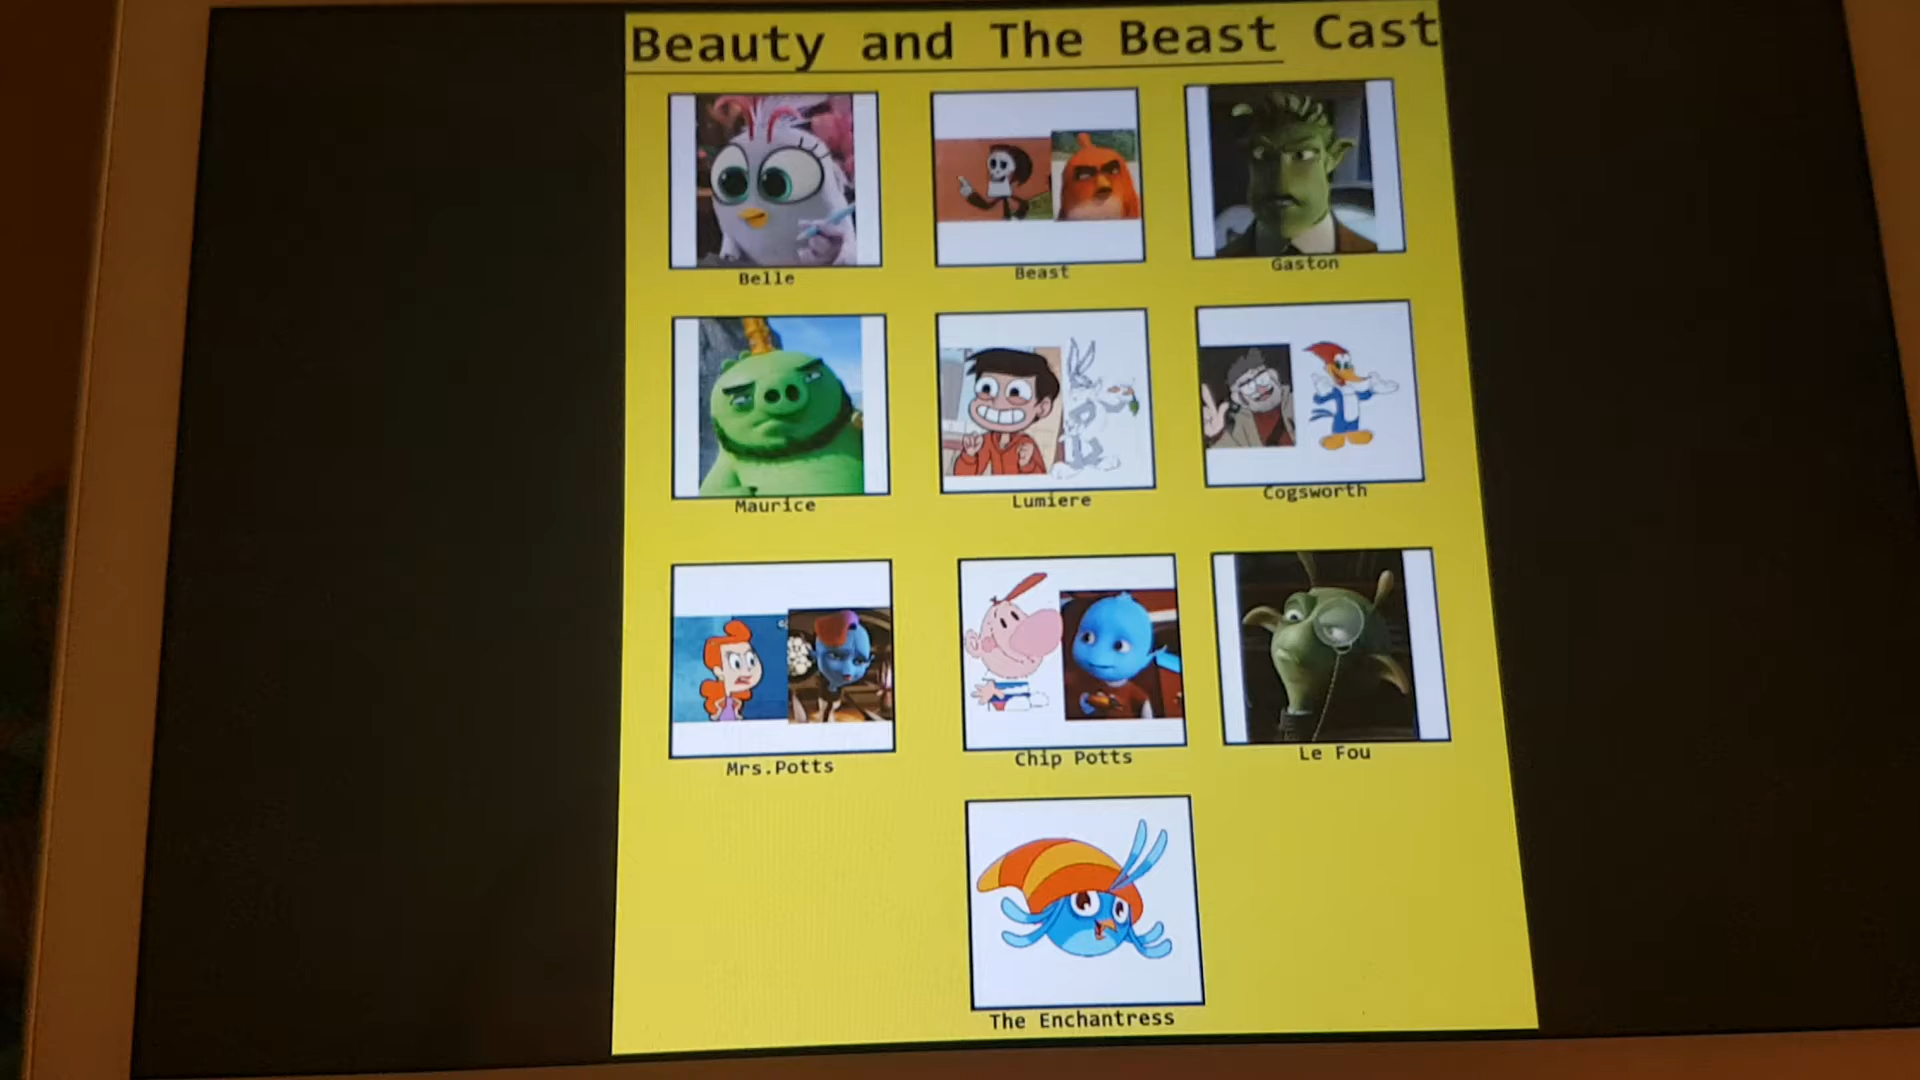 Beauty and The Beast Cast
Belle
Beast
Gaston
Maurice
Lumiere
Cogsworth
Mrs.Potts
Chip Potts
Le Fou
The Enchantress